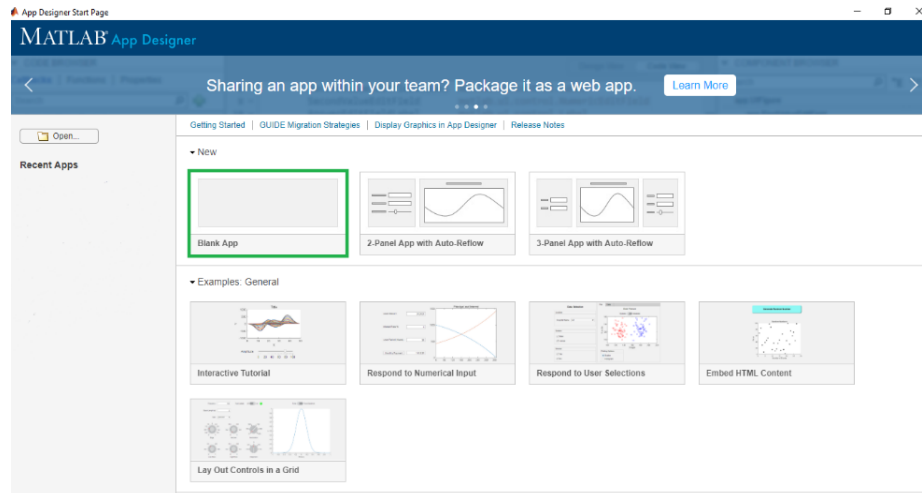 App Designer Start Page
MATLAB® App Designer
Sharing an app within your team? Package it as a web app.
Learn More
Open...
Recent Apps
Getting Started | GUIDE Migration Strategies | Display Graphics in App Designer | Release Notes
New
Blank App
2-Panel App with Auto-Reflow
3-Panel App with Auto-Reflow
Examples: General
Interactive Tutorial
Respond to Numerical Input
Respond to User Selections
Embed HTML Content
Lay Out Controls in a Grid